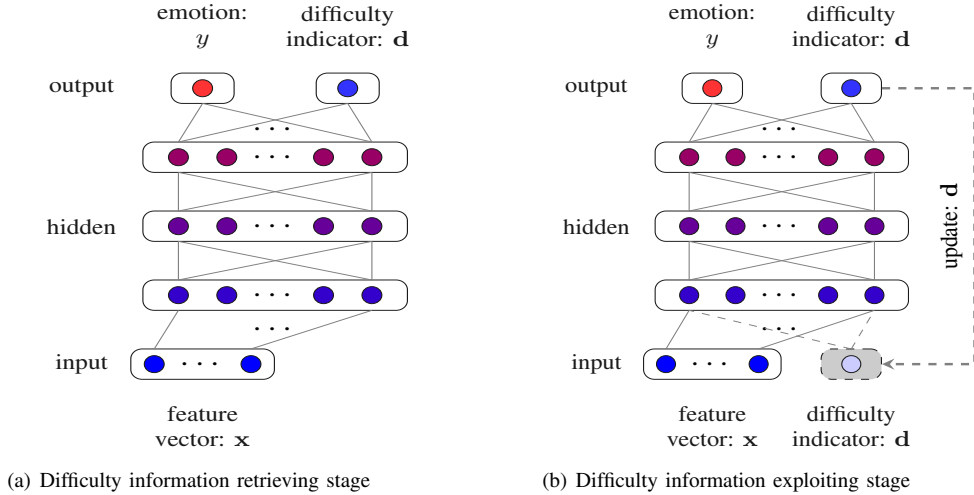 emotion:
y
difficulty
indicator: d
output
. . .
. . .
hidden
. . .
. . .
. . .
input
. . .
feature
vector: x
(a) Difficulty information retrieving stage
emotion:
y
difficulty
indicator: d
output
. . .
. . .
hidden
. . .
update: d
. . .
. . .
input
. . .
feature
vector: x
difficulty
indicator: d
(b) Difficulty information exploiting stage